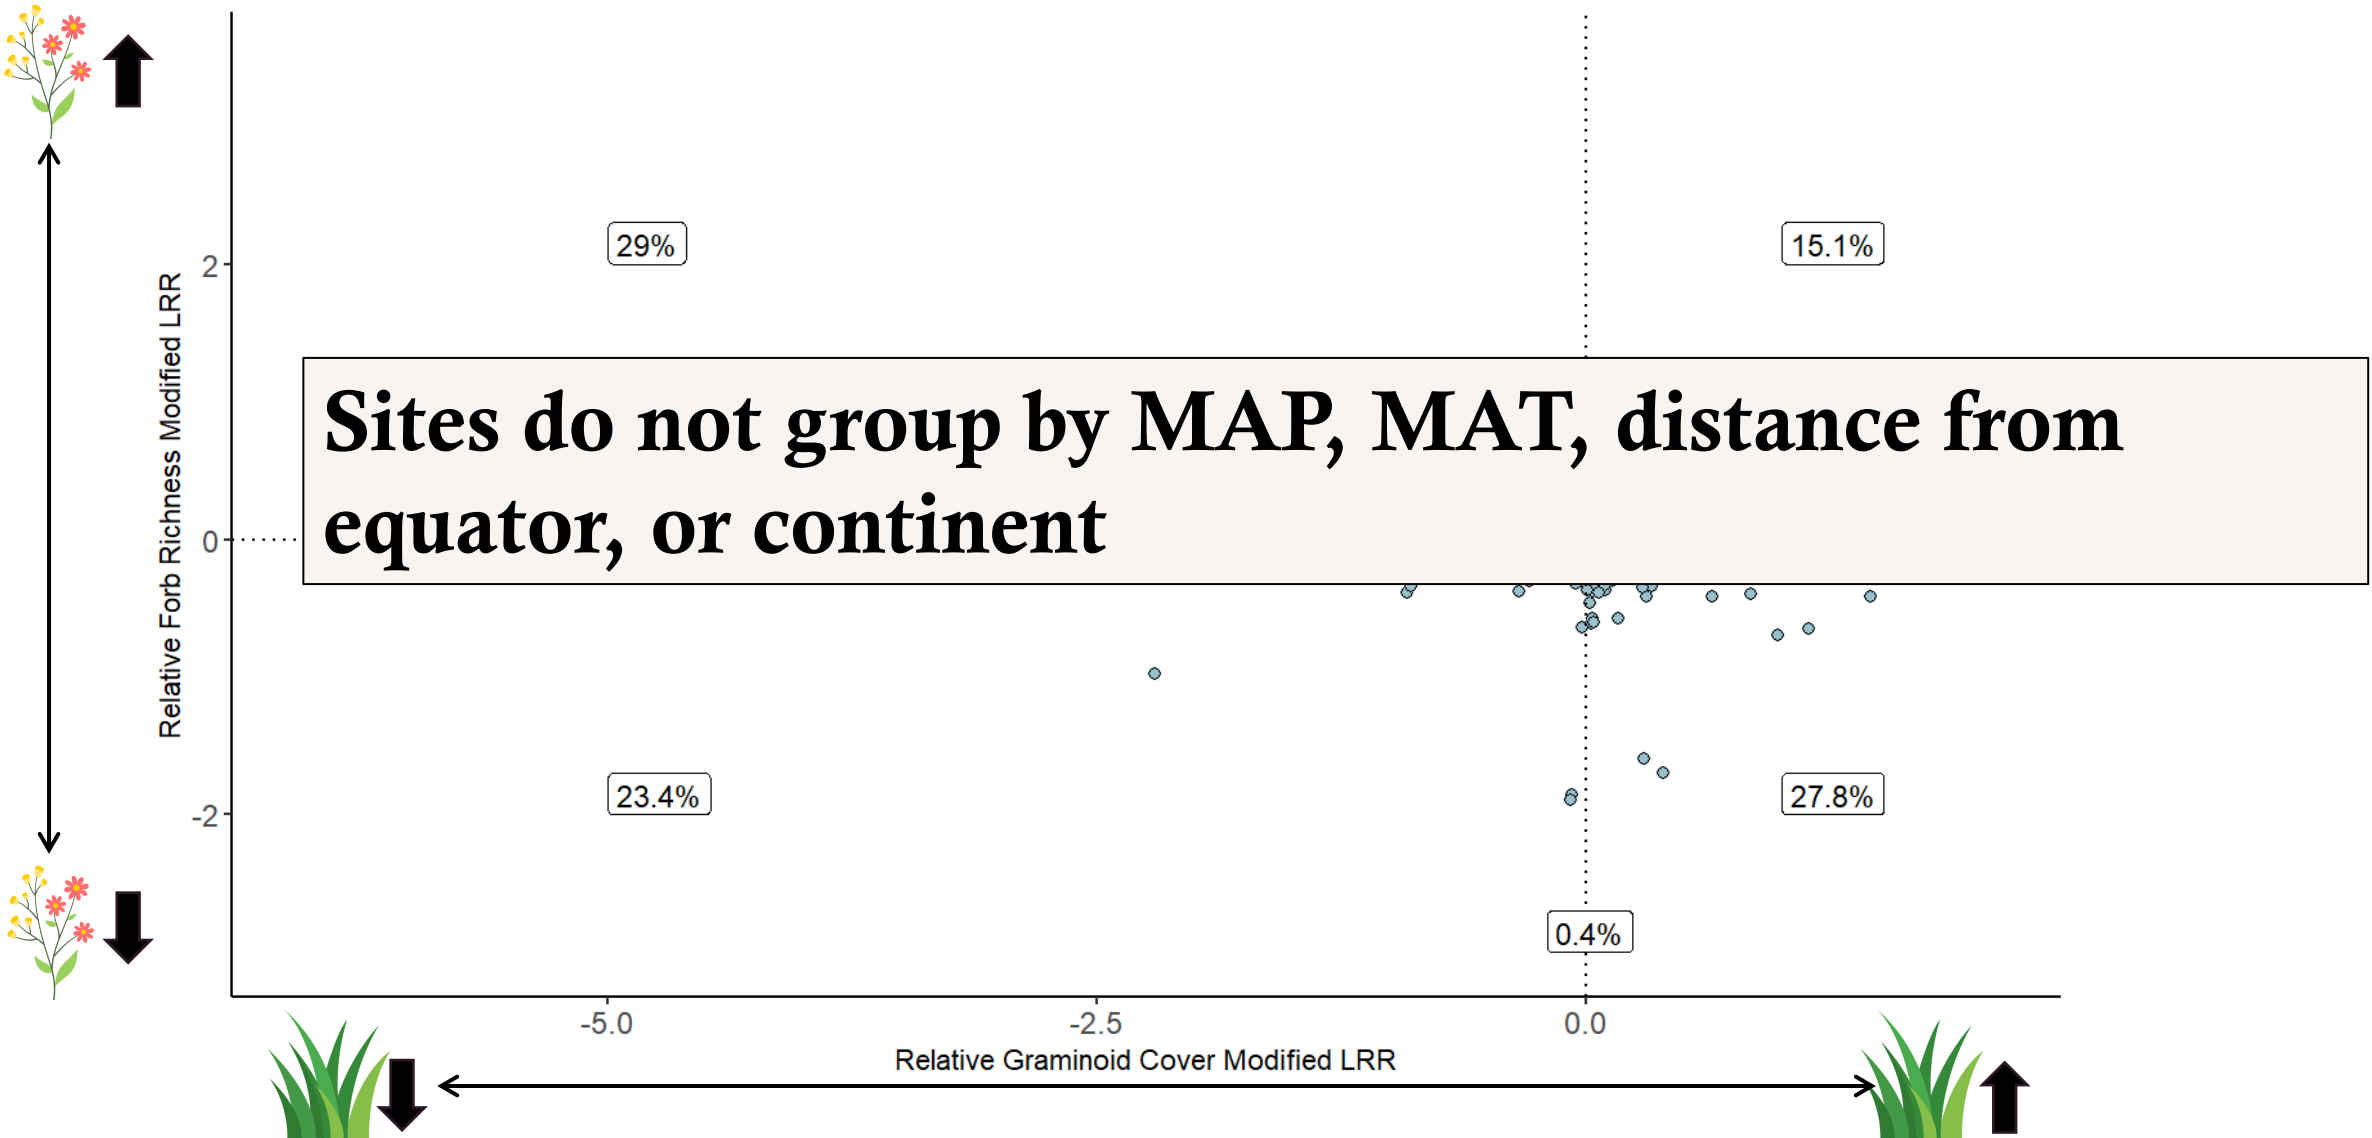 29%
15.1%
2
Relative Forb Richness Modified LRR
Sites do not group by MAP, MAT, distance from
equator, or continent
0
23.4%
27.8%
-2
0.4%
-5.0
-2.5
0.0
Relative Graminoid Cover Modified LRR